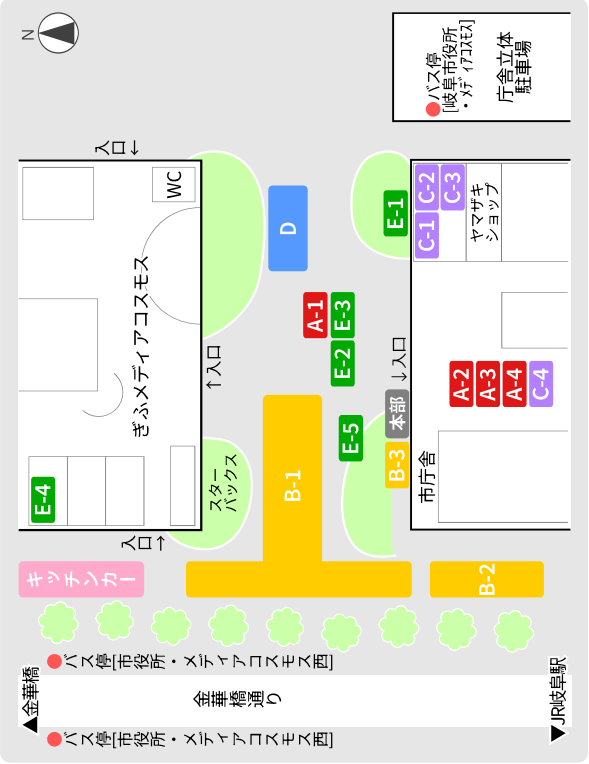 N
バス停
[岐阜市役所
・メディアコスモス]
庁舎立体
駐車場
入口→
WC
D
E-1
C-2
C-3
C-1
ヤマザキ
ショップ
ぎふメディアコスモス
A-1
E-3
E-2
↑入口
↓入口
A-2
A-3
A-4
C-4
本部
E-5
B-3
市庁舎
B-1
スター
バックス
E-4
入口→
キッチンカー
B-2
バス停[市役所・メディアコスモス西]
▲金華橋
金華橋通り
▼JR岐阜駅
バス停[市役所・メディアコスモス西]